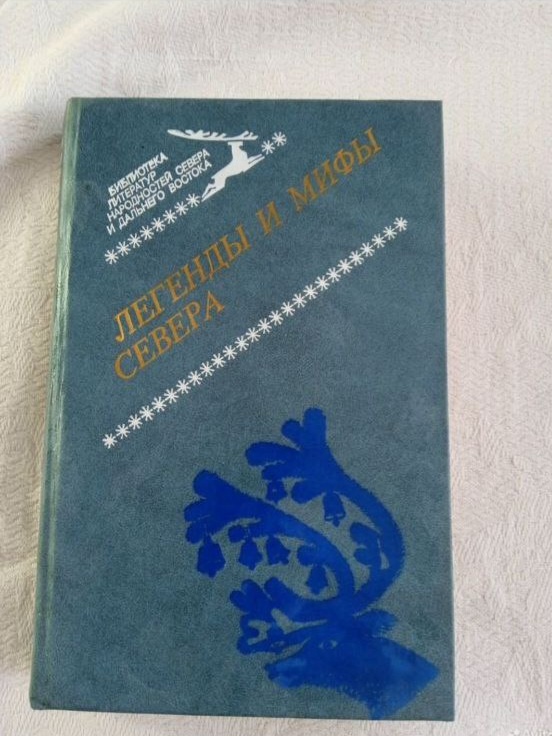 БИБЛИОТЕКА
ЛИТЕРАТУР
НАРОДНОСТЕЙ СЕВЕРА
И ДАЛЬНЕГО ВОСТОКА
ЛЕГЕНДЫ И МИФЫ
СЕВЕРА